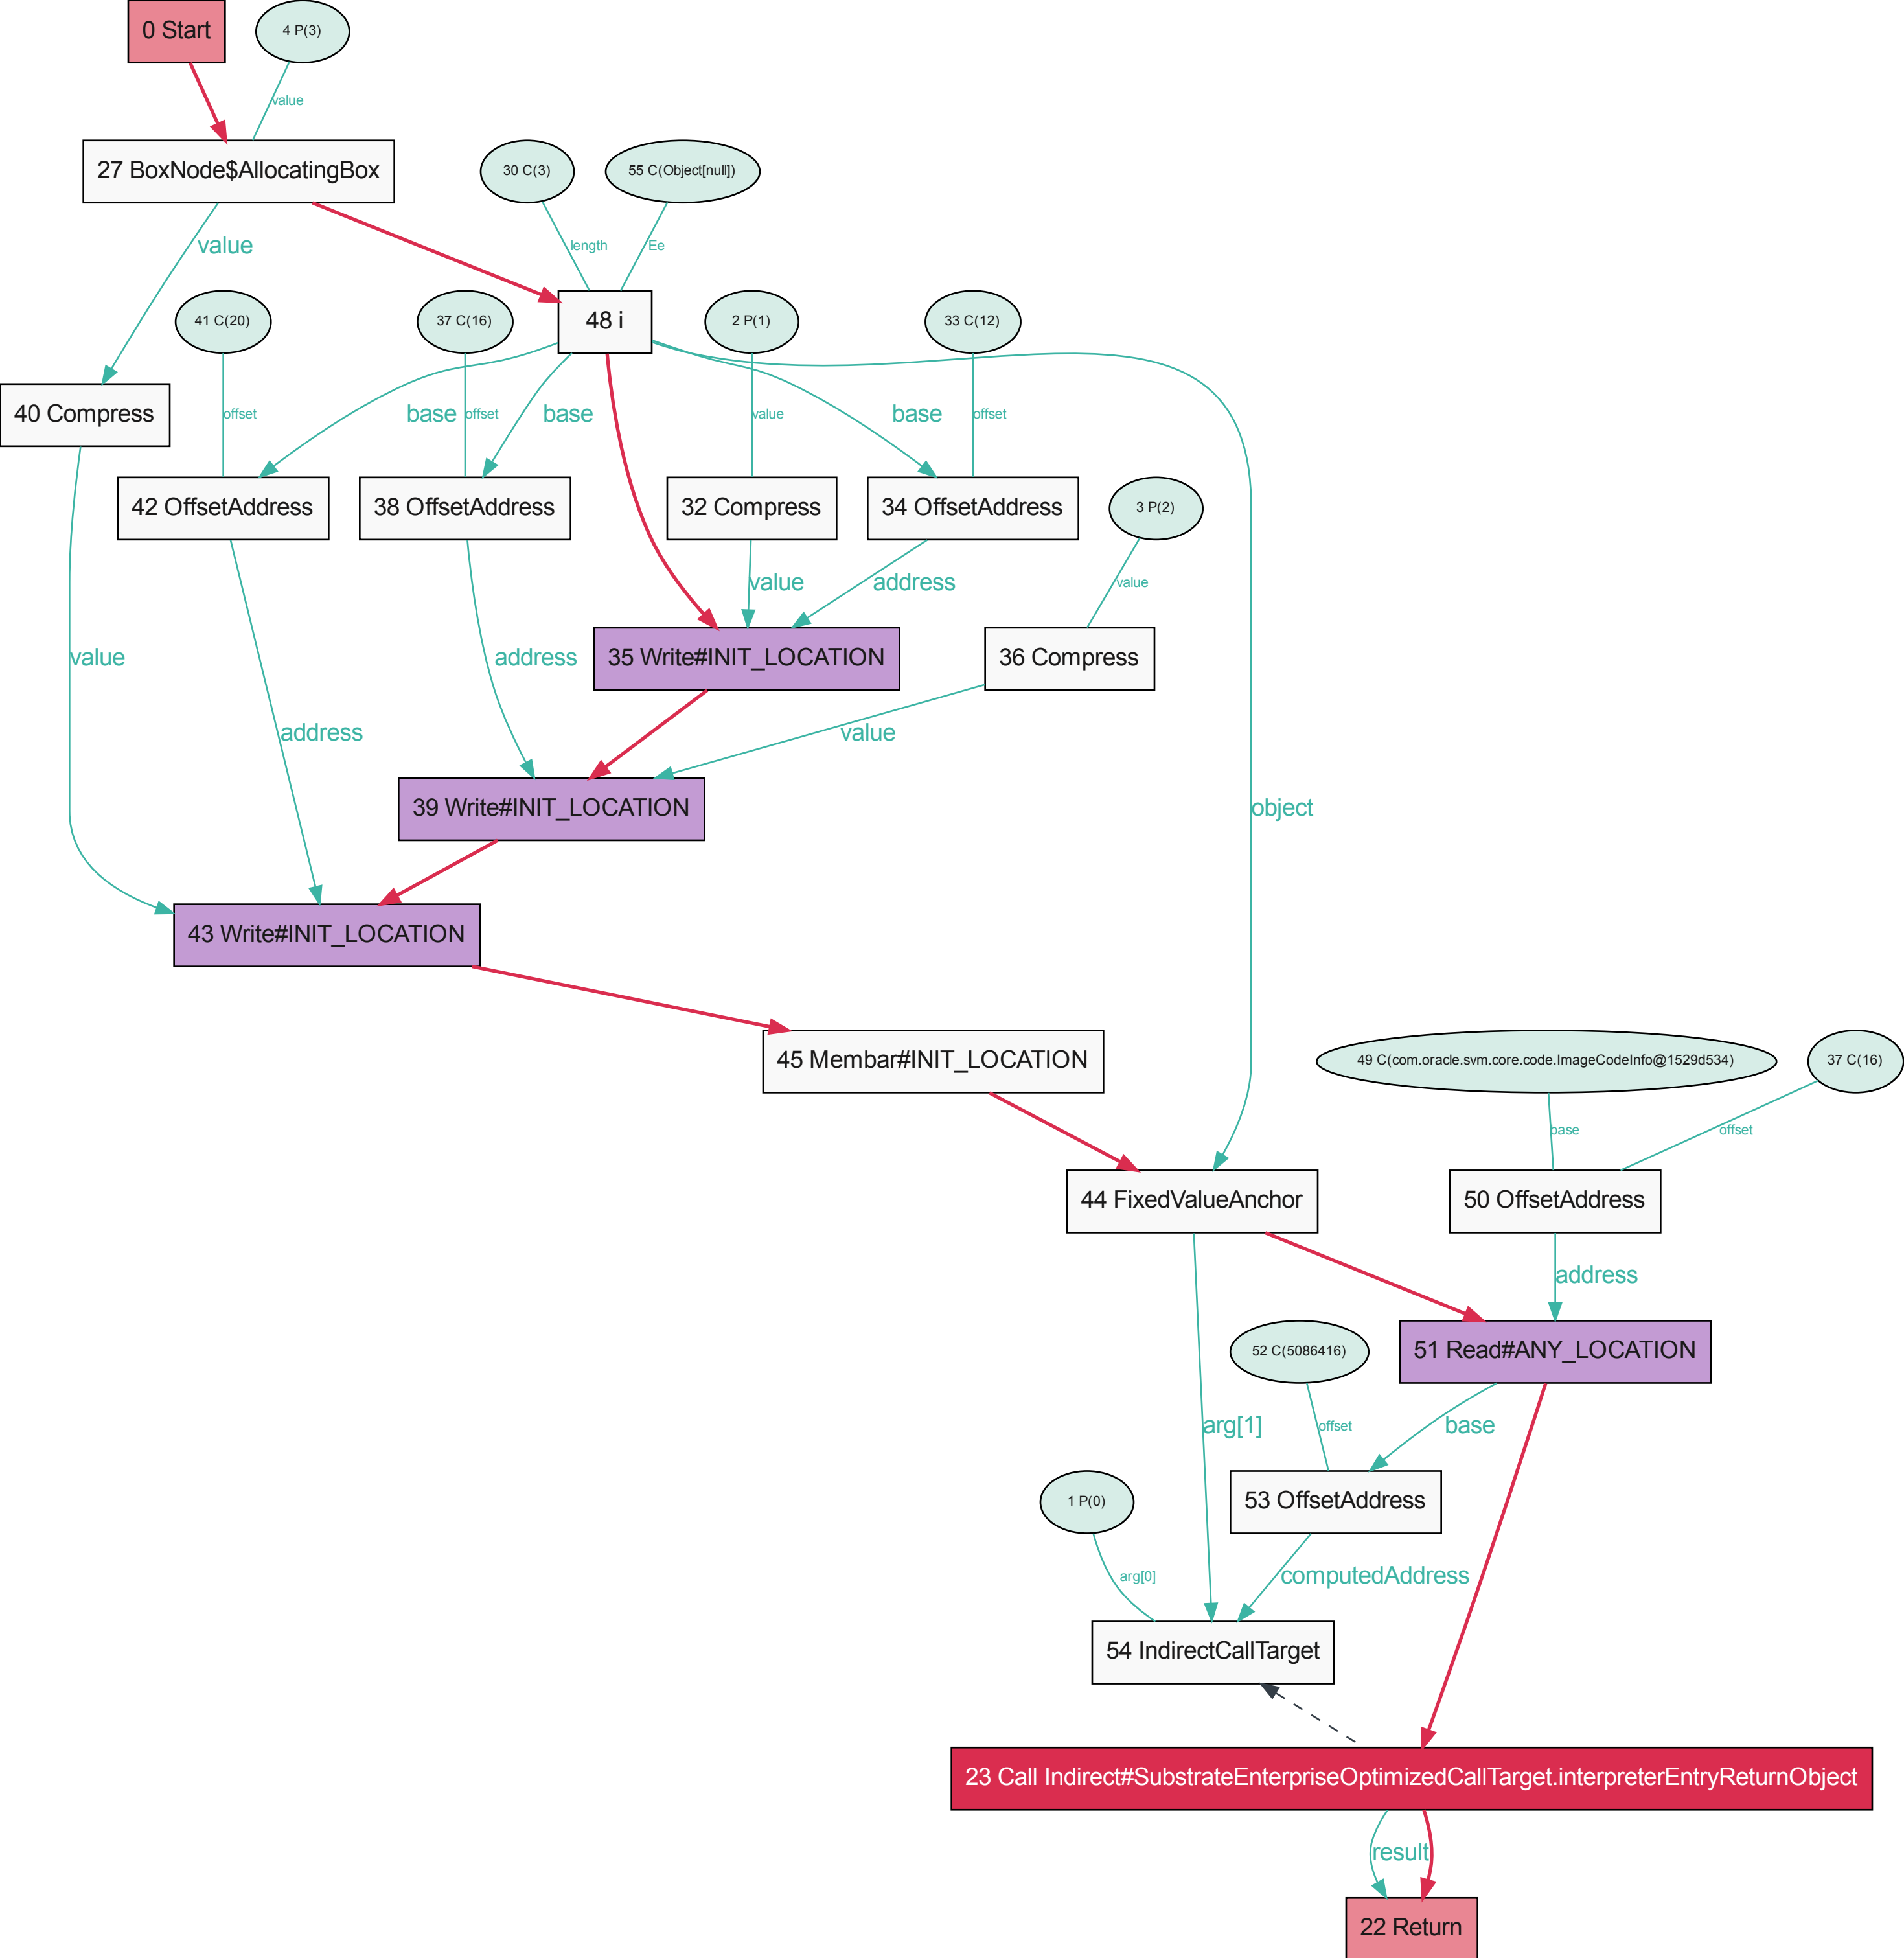 0 Start
4 P(3)
value
27 BoxNode$AllocatingBox
30 C(3)
55 C(Object[null])
value
length
Ee
41 C(20)
37 C(16)
48 i
2 P(1)
33 C(12)
40 Compress
offset
base
offset
base
value
base
offset
42 OffsetAddress
38 OffsetAddress
32 Compress
34 OffsetAddress
3 P(2)
value
address
value
value
address
35 Write#INIT_LOCATION
36 Compress
address
value
39 Write#INIT_LOCATION
object
43 Write#INIT_LOCATION
45 Membar#INIT_LOCATION
49 C(com.oracle.svm.core.code.ImageCodeInfo@1529d534)
37 C(16)
base
offset
44 FixedValueAnchor
50 OffsetAddress
address
52 C(5086416)
51 Read#ANY_LOCATION
arg[1]
offset
base
1 P(0)
53 OffsetAddress
arg[0]
computedAddress
54 IndirectCallTarget
23 Call Indirect#SubstrateEnterpriseOptimizedCallTarget.interpreterEntryReturnObject
result
22 Return